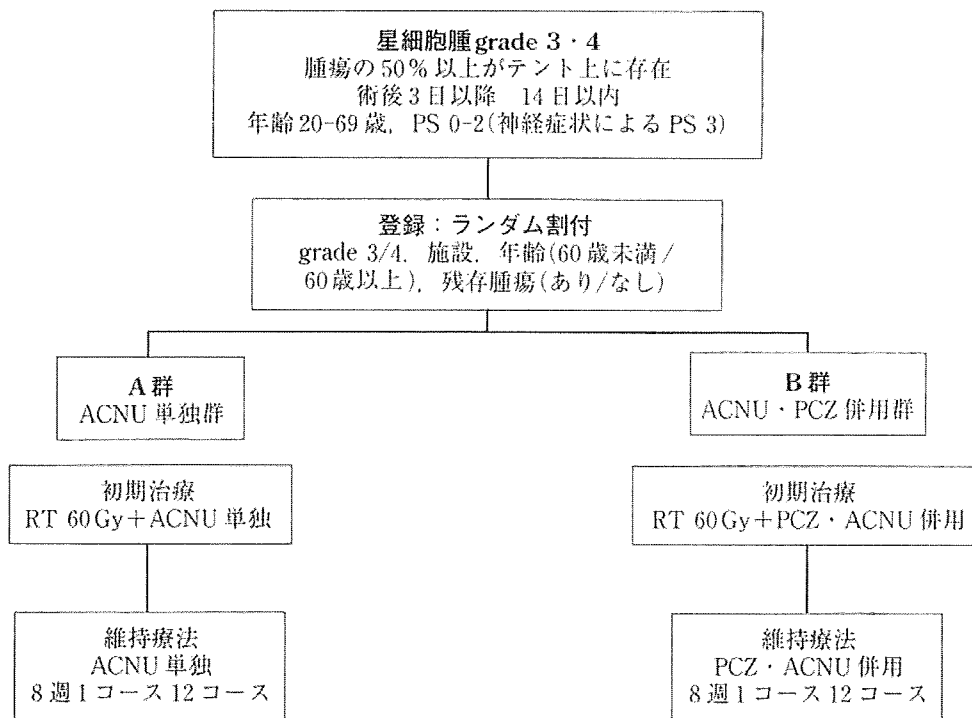 星細胞腫grade 3・4
腫瘍の50%以上がテント上に存在
術後3日以降 14日以内
年齢20-69歳, PS 0-2(神経症状によるPS 3)
登録：ランダム割付
grade 3/4, 施設, 年齢(60歳未満/
60歳以上), 残存腫瘍(あり/なし)
A群
ACNU単独群
B群
ACNU・PCZ併用群
初期治療
RT 60Gy+ACNU単独
初期治療
RT 60Gy+PCZ・ACNU併用
維持療法
ACNU単独
8週1コース12コース
維持療法
PCZ・ACNU併用
8週1コース12コース